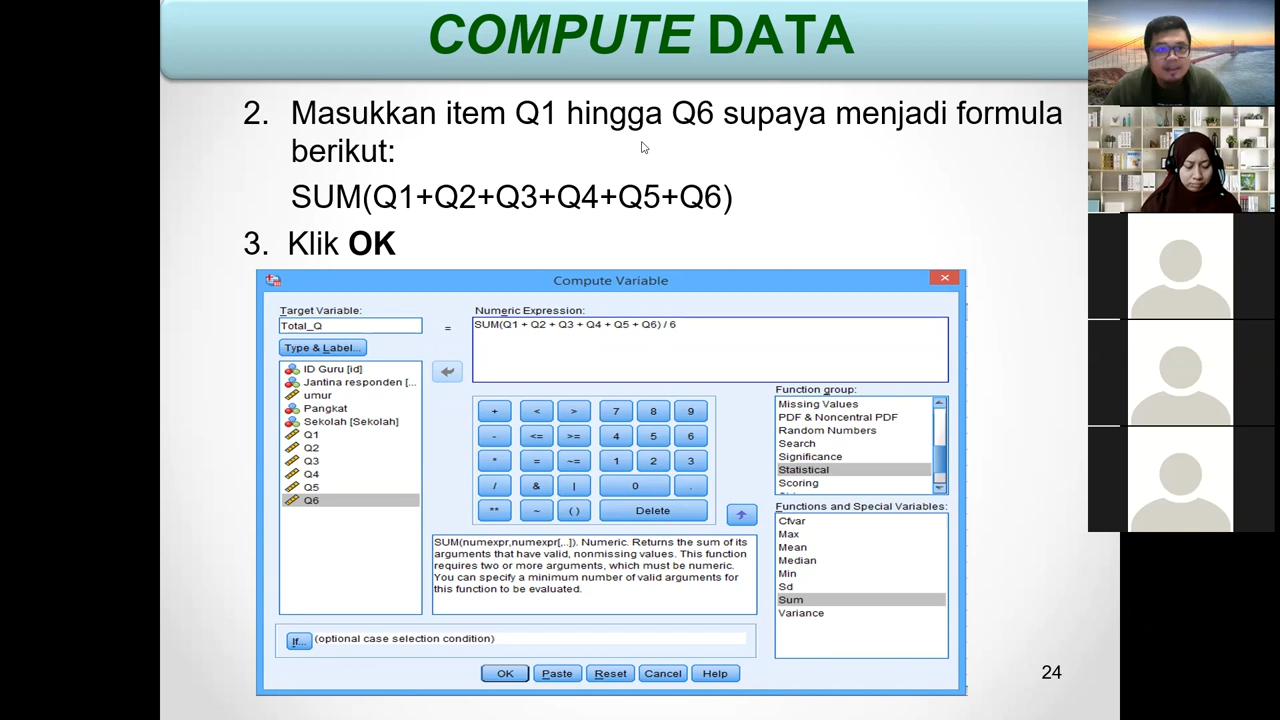 COMPUTE DATA
2. Masukkan item Q1 hingga Q6 supaya menjadi formula
berikut:
SUM(Q1+Q2+Q3+Q4+Q5+Q6)
3. Klik OK
Compute Variable
Target Variable:
Total_Q
=
Numeric Expression:
SUM(Q1 + Q2 + Q3 + Q4 + Q5 + Q6) / 6
Type & Label...
ID Guru [id]
Jantina responden [...
umur
Pangkat
Sekolah [Sekolah]
Q1
Q2
Q3
Q4
Q5
Q6
+ < > 7 8 9
- <= >= 4 5 6
* = ~= 1 2 3
/ & | 0 .
** ~ ( ) Delete
Function group:
Missing Values
PDF & Noncentral PDF
Random Numbers
Search
Significance
Statistical
Scoring
Functions and Special Variables:
Cfvar
Max
Mean
Median
Min
Sd
Sum
Variance
SUM(numexpr,numexpr[,..]). Numeric. Returns the sum of its
arguments that have valid, nonmissing values. This function
requires two or more arguments, which must be numeric.
You can specify a minimum number of valid arguments for
this function to be evaluated.
If... (optional case selection condition)
OK Paste Reset Cancel Help
24